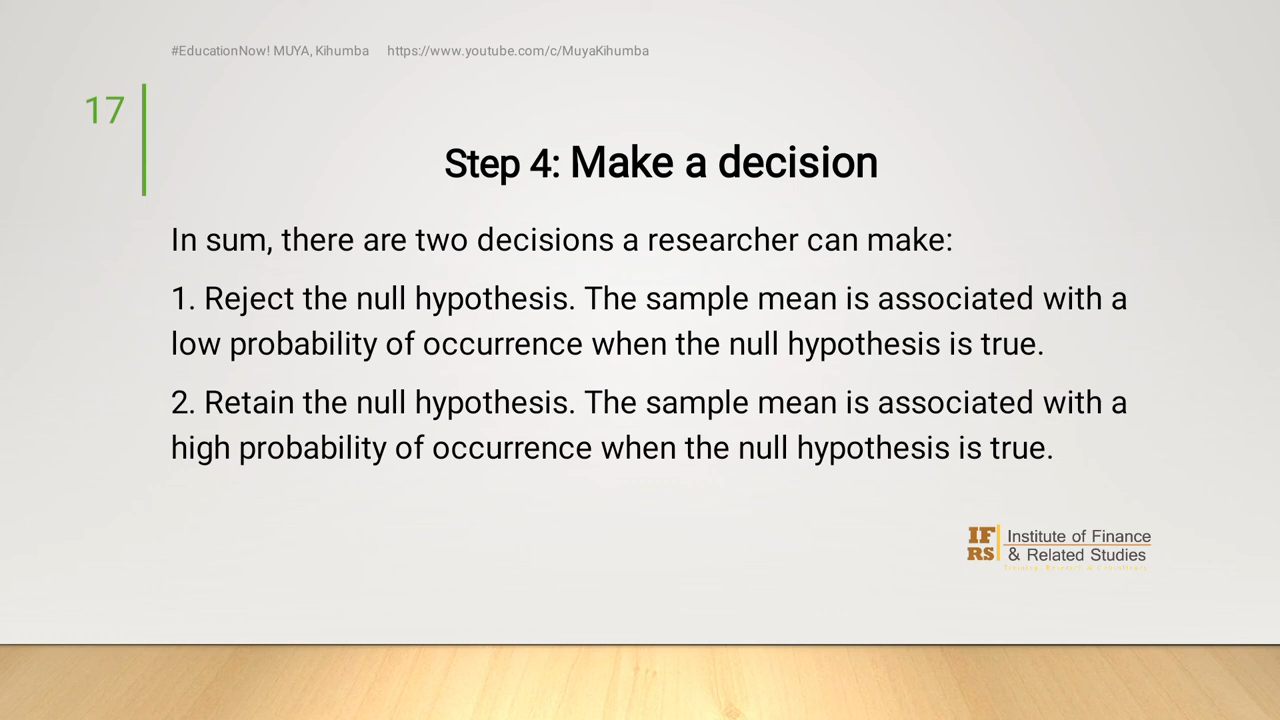 #EducationNow! MUYA, Kihumba https://www.youtube.com/c/MuyaKihumba
17
Step 4: Make a decision
In sum, there are two decisions a researcher can make:
1. Reject the null hypothesis. The sample mean is associated with a
low probability of occurrence when the null hypothesis is true.
2. Retain the null hypothesis. The sample mean is associated with a
high probability of occurrence when the null hypothesis is true.
IF
RS
Institute of Finance
& Related Studies